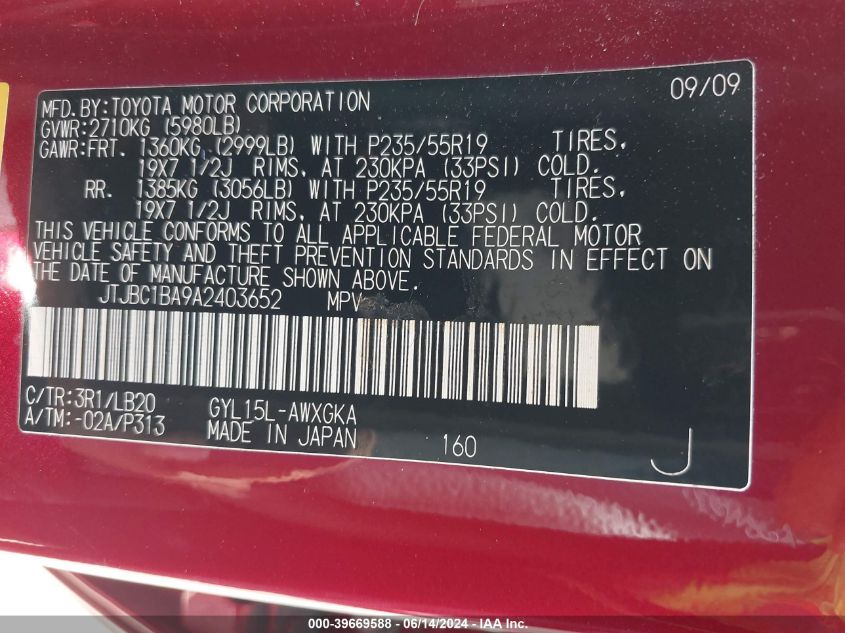 09/09
MFD.BY:TOYOTA MOTOR CORPORATION
GVWR:2710KG (5980LB)
GAWR:FRT. 1360KG (2999LB) WITH P235/55R19 TIRES,
19X7 1/2J RIMS, AT 230KPA (33PSI) COLD.
RR. 1385KG (3056LB) WITH P235/55R19 TIRES,
19X7 1/2J RIMS, AT 230KPA (33PSI) COLD.
THIS VEHICLE CONFORMS TO ALL APPLICABLE FEDERAL MOTOR
VEHICLE SAFETY AND THEFT PREVENTION STANDARDS IN EFFECT ON
THE DATE OF MANUFACTURE SHOWN ABOVE.
JTJBC1BA9A2403652 MPV
C/TR:3R1/LB20 GYL15L-AWXGKA
A/TM:-02A/P313 MADE IN JAPAN
160 J
000-39669588 - 06/14/2024 - IAA Inc.